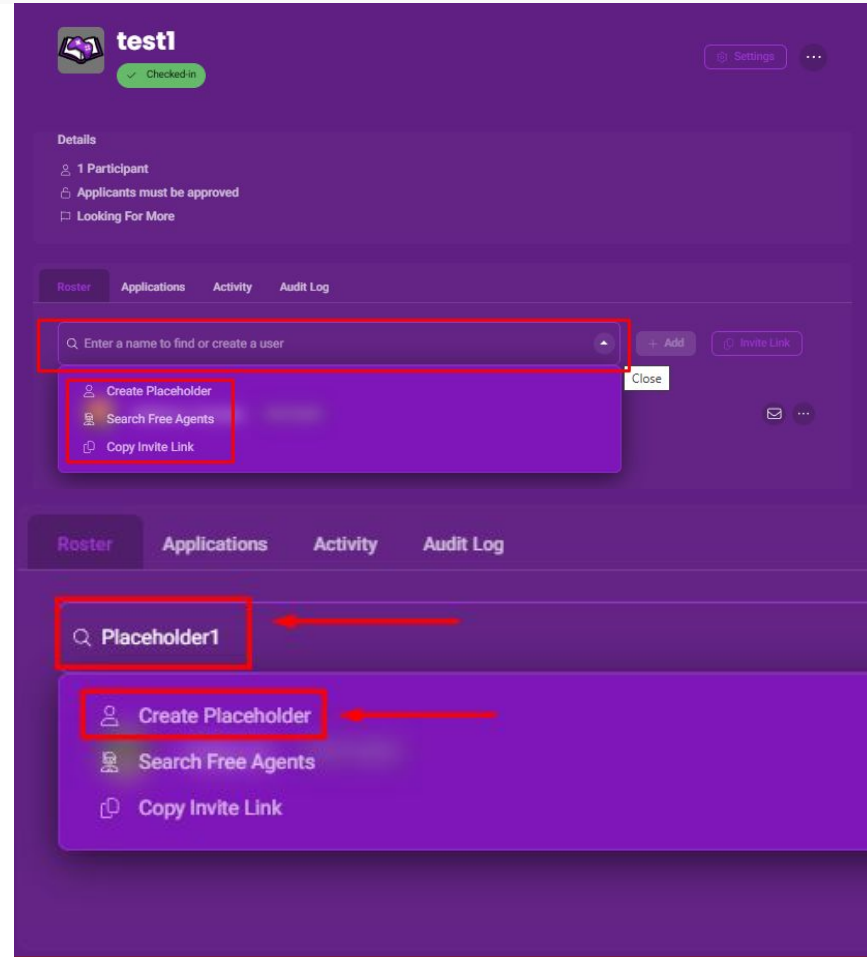 test1
Checked-in
Settings
Details
1 Participant
Applicants must be approved
Looking For More
Roster Applications Activity Audit Log
Enter a name to find or create a user
+ Add Invite Link
Close
Create Placeholder
Search Free Agents
Copy Invite Link
Roster Applications Activity Audit Log
Placeholder1
Create Placeholder
Search Free Agents
Copy Invite Link